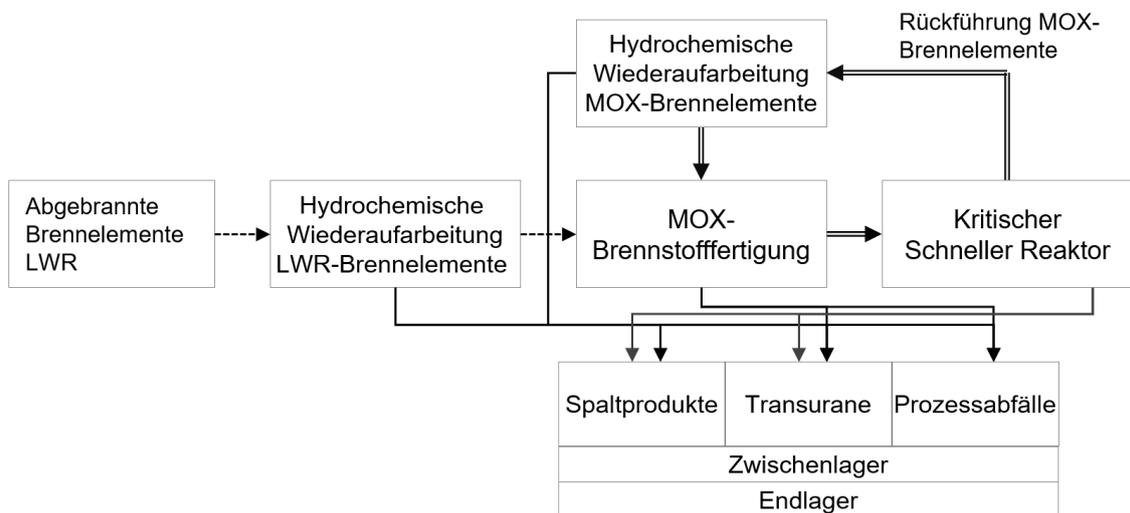 Rückführung MOX-
Brennelemente
Hydrochemische
Wiederaufarbeitung
MOX-Brennelemente
Abgebrannte
Brennelemente
LWR
Hydrochemische
Wiederaufarbeitung
LWR-Brennelemente
MOX-
Brennstofffertigung
Kritischer
Schneller Reaktor
Spaltprodukte
Transurane
Prozessabfälle
Zwischenlager
Endlager